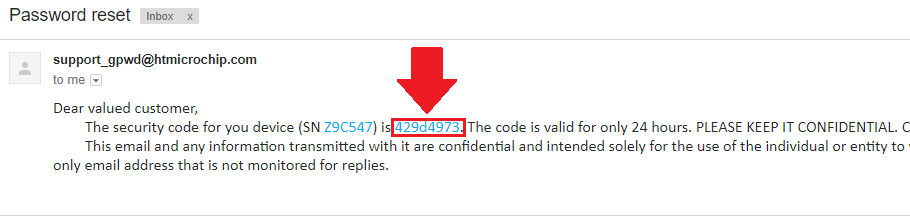 Password reset Inbox x
support_gpwd@htmicrochip.com
to me
Dear valued customer,
The security code for you device (SN Z9C547) is 429d4973. The code is valid for only 24 hours. PLEASE KEEP IT CONFIDENTIAL. C
This email and any information transmitted with it are confidential and intended solely for the use of the individual or entity to
only email address that is not monitored for replies.